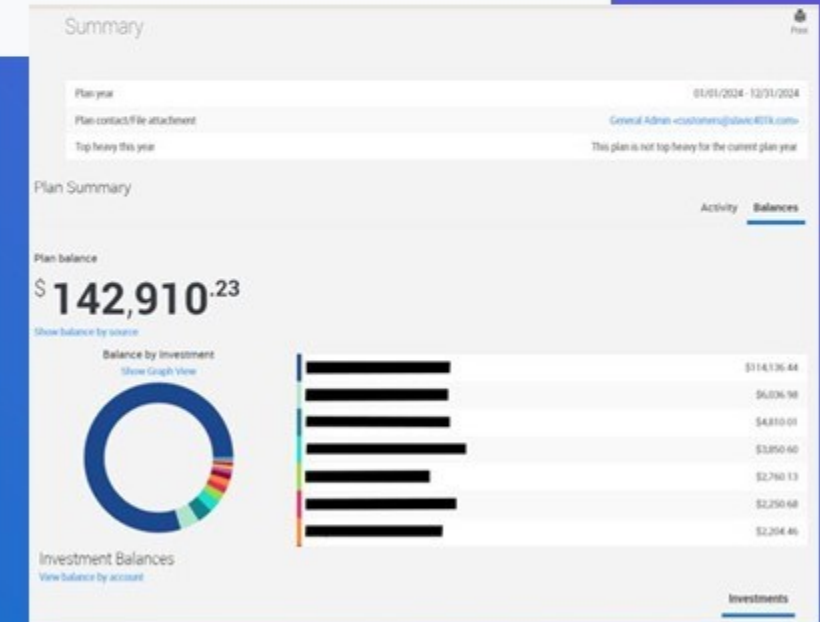 Summary
Print
Plan year 01/01/2024 - 12/31/2024
Plan contact/File attachment General Admin <customers@slavic401k.com>
Top heavy this year This plan is not top heavy for the current plan year
Plan Summary
Activity Balances
Plan balance
$142,910.23
Show balance by source
Balance by Investment
Show Graph View
$114,136.44
$6,036.98
$4,810.01
$3,850.60
$2,760.13
$2,250.68
$2,204.46
Investment Balances
View balance by account
Investments